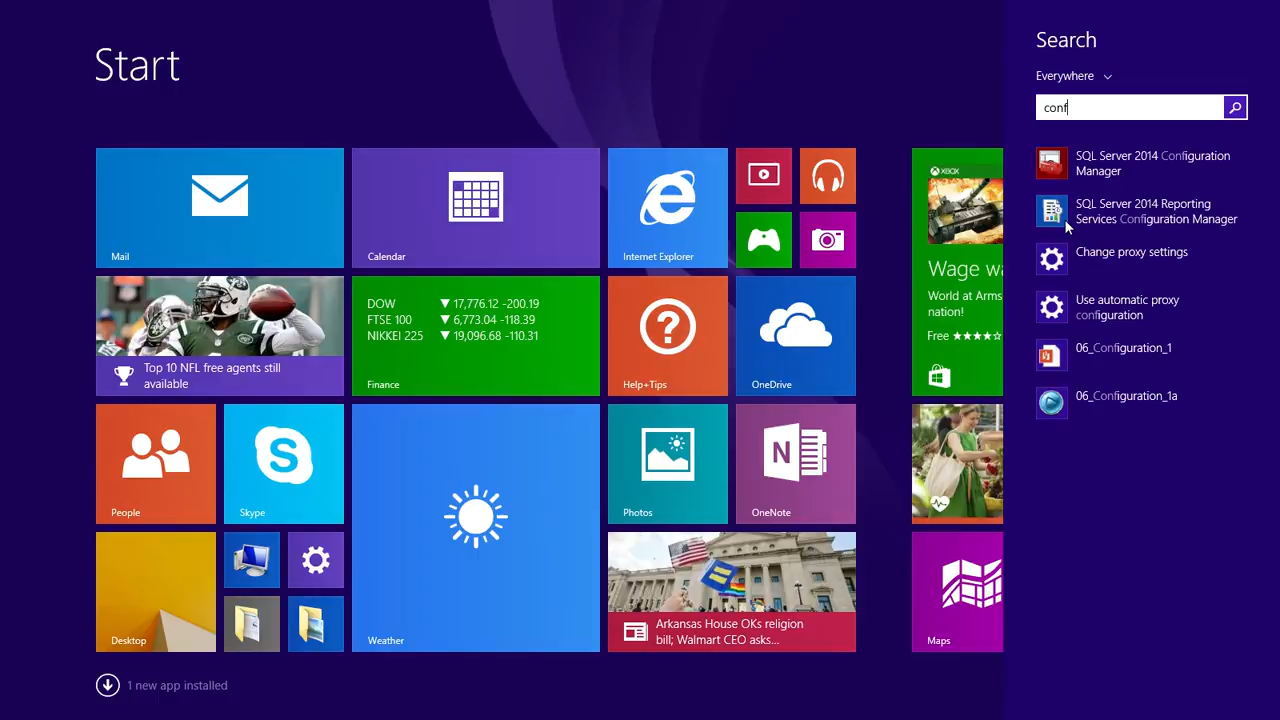 Start
Search
Everywhere
conf
SQL Server 2014 Configuration
Manager
SQL Server 2014 Reporting
Services Configuration Manager
Change proxy settings
Use automatic proxy
configuration
06_Configuration_1
06_Configuration_1a
Mail
Calendar
Internet Explorer
XBOX
Wage wa
World at Arms
nation!
Free ★★★★☆
Top 10 NFL free agents still
available
DOW ▼ 17,776.12 -200.19
FTSE 100 ▼ 6,773.04 -118.39
NIKKEI 225 ▼ 19,096.68 -110.31
Finance
Help+Tips
OneDrive
People
Skype
Weather
Photos
N
OneNote
Desktop
Arkansas House OKs religion
bill; Walmart CEO asks...
Maps
1 new app installed